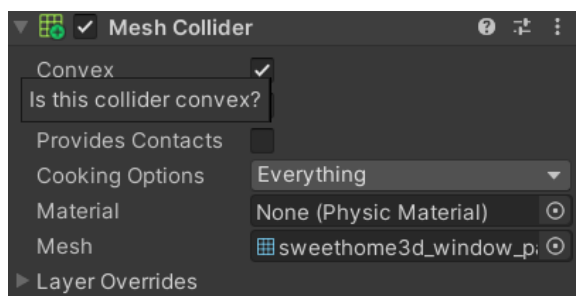 Mesh Collider
Convex
Is this collider convex?
Provides Contacts
Cooking Options Everything
Material None (Physic Material)
Mesh sweethome3d_window_pa
Layer Overrides